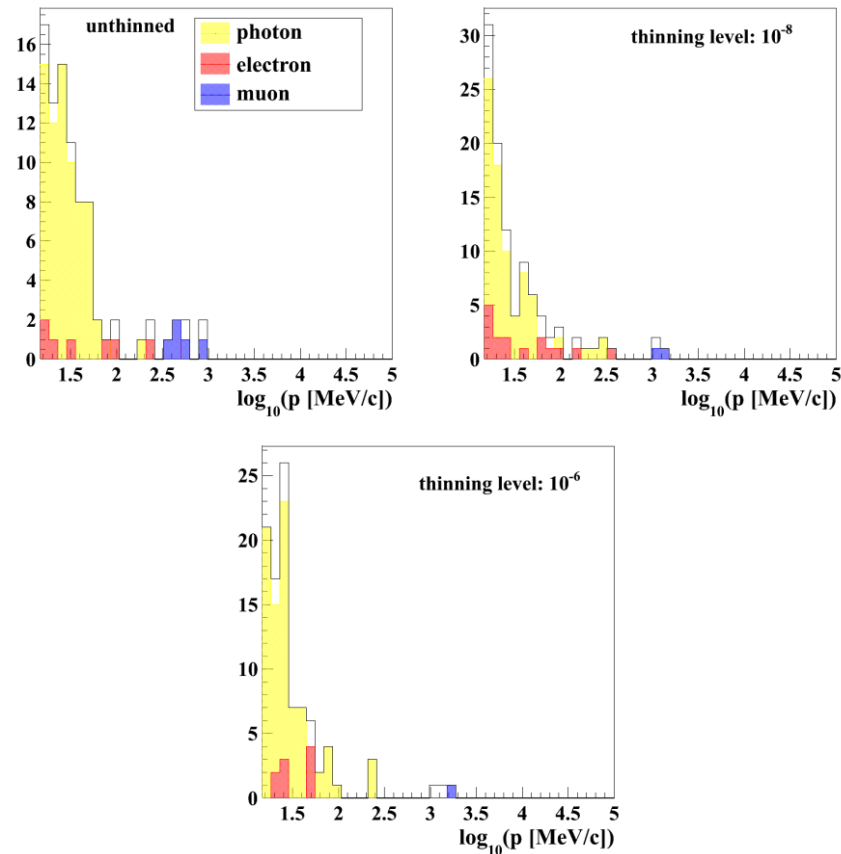 unthinned
photon
electron
muon
16
14
12
10
8
6
4
2
0
1.5 2 2.5 3 3.5 4 4.5 5
log₁₀(p [MeV/c])
thinning level: 10⁻⁸
30
25
20
15
10
5
0
1.5 2 2.5 3 3.5 4 4.5 5
log₁₀(p [MeV/c])
thinning level: 10⁻⁶
25
20
15
10
5
0
1.5 2 2.5 3 3.5 4 4.5 5
log₁₀(p [MeV/c])